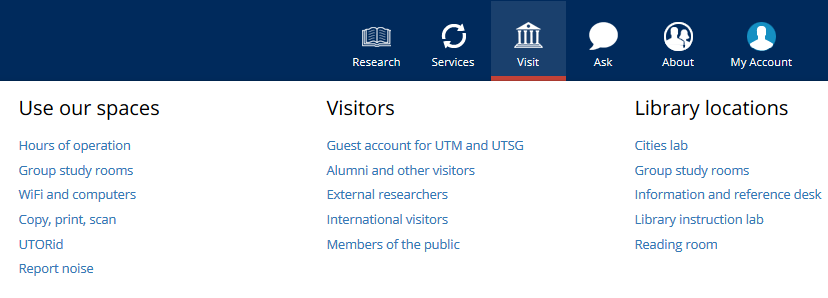 Research
Services
Visit
Ask
About
My Account
Use our spaces
Hours of operation
Group study rooms
WiFi and computers
Copy, print, scan
UTORid
Report noise
Visitors
Guest account for UTM and UTSG
Alumni and other visitors
External researchers
International visitors
Members of the public
Library locations
Cities lab
Group study rooms
Information and reference desk
Library instruction lab
Reading room